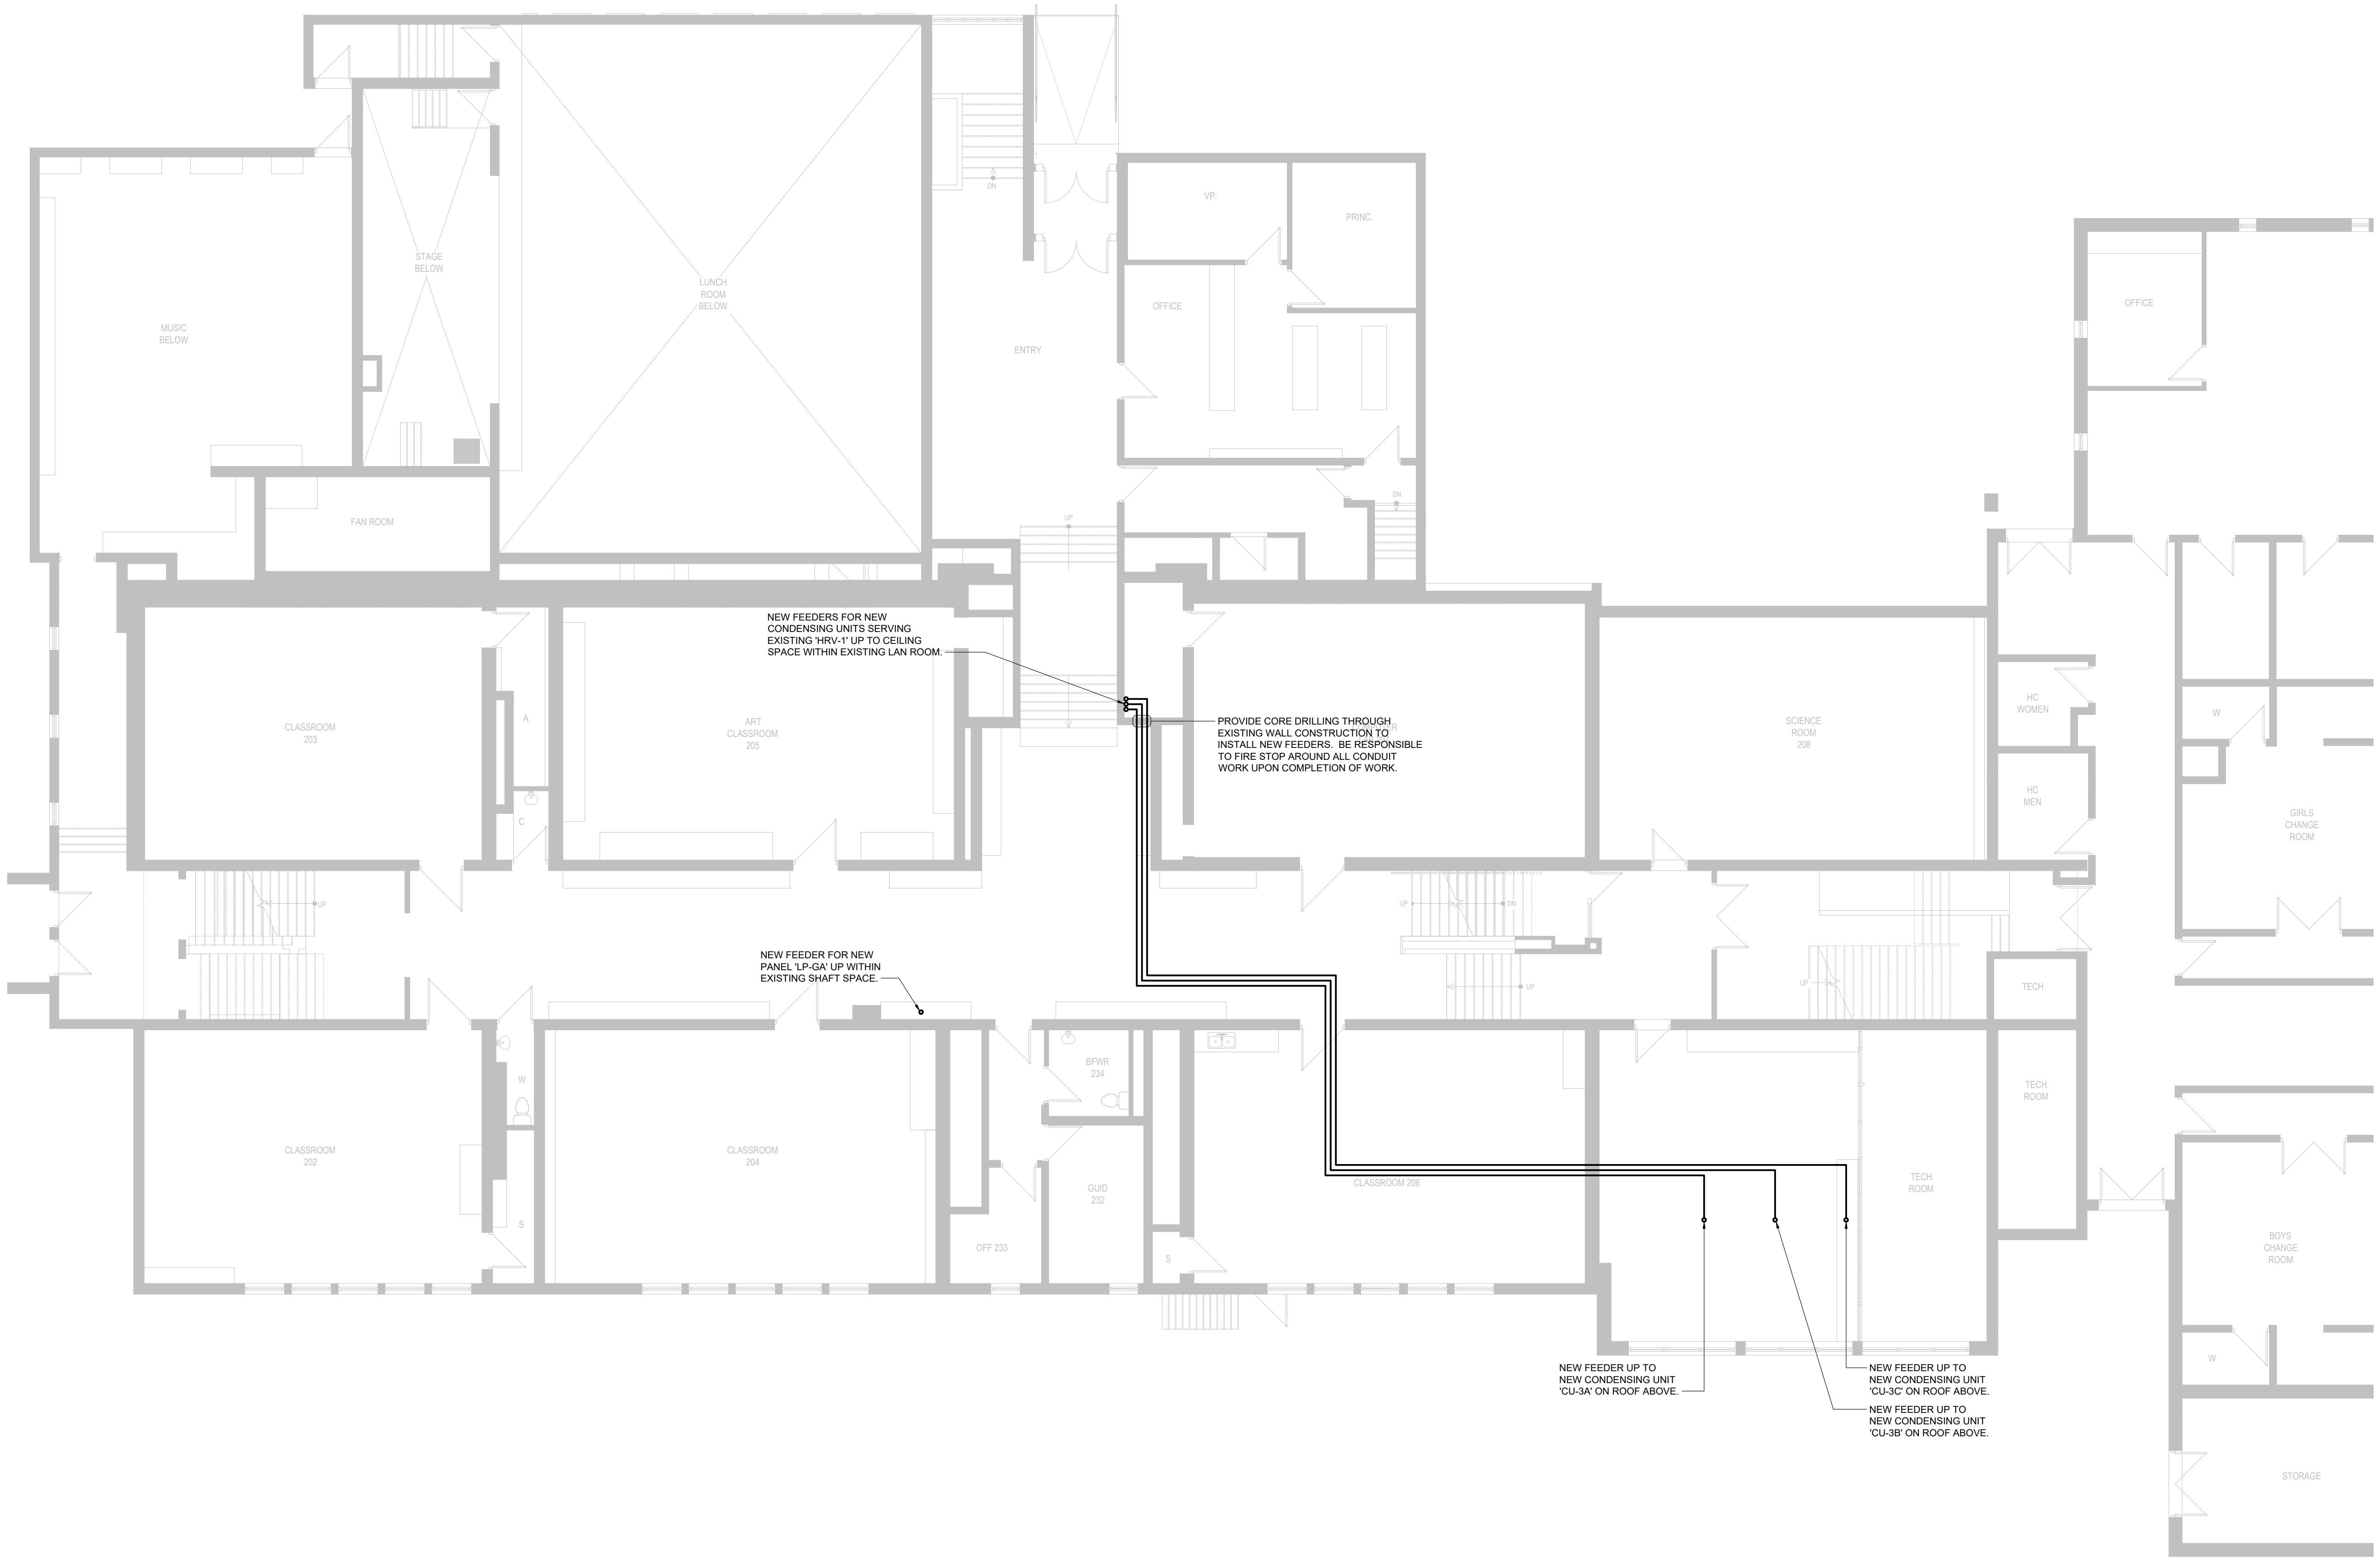 DN
VP.
PRINC.
STAGE
BELOW
LUNCH
ROOM
BELOW
OFFICE
OFFICE
MUSIC
BELOW
ENTRY
DN
FAN ROOM
UP
NEW FEEDERS FOR NEW
CONDENSING UNITS SERVING
EXISTING 'HRV-1' UP TO CEILING
SPACE WITHIN EXISTING LAN ROOM.
HC
WOMEN
W
CLASSROOM
203
A
ART
CLASSROOM
205
PROVIDE CORE DRILLING THROUGH
EXISTING WALL CONSTRUCTION TO
INSTALL NEW FEEDERS. BE RESPONSIBLE
TO FIRE STOP AROUND ALL CONDUIT
WORK UPON COMPLETION OF WORK.
SCIENCE
ROOM
208
HC
MEN
GIRLS
CHANGE
ROOM
C
UP
UP
DN
NEW FEEDER FOR NEW
PANEL 'LP-GA' UP WITHIN
EXISTING SHAFT SPACE.
UP
UP
TECH
W
BFWR
234
TECH
ROOM
CLASSROOM
202
CLASSROOM
204
GUID
232
CLASSROOM 206
TECH
ROOM
S
OFF 233
S
BOYS
CHANGE
ROOM
W
NEW FEEDER UP TO
NEW CONDENSING UNIT
'CU-3A' ON ROOF ABOVE.
NEW FEEDER UP TO
NEW CONDENSING UNIT
'CU-3C' ON ROOF ABOVE.
NEW FEEDER UP TO
NEW CONDENSING UNIT
'CU-3B' ON ROOF ABOVE.
STORAGE